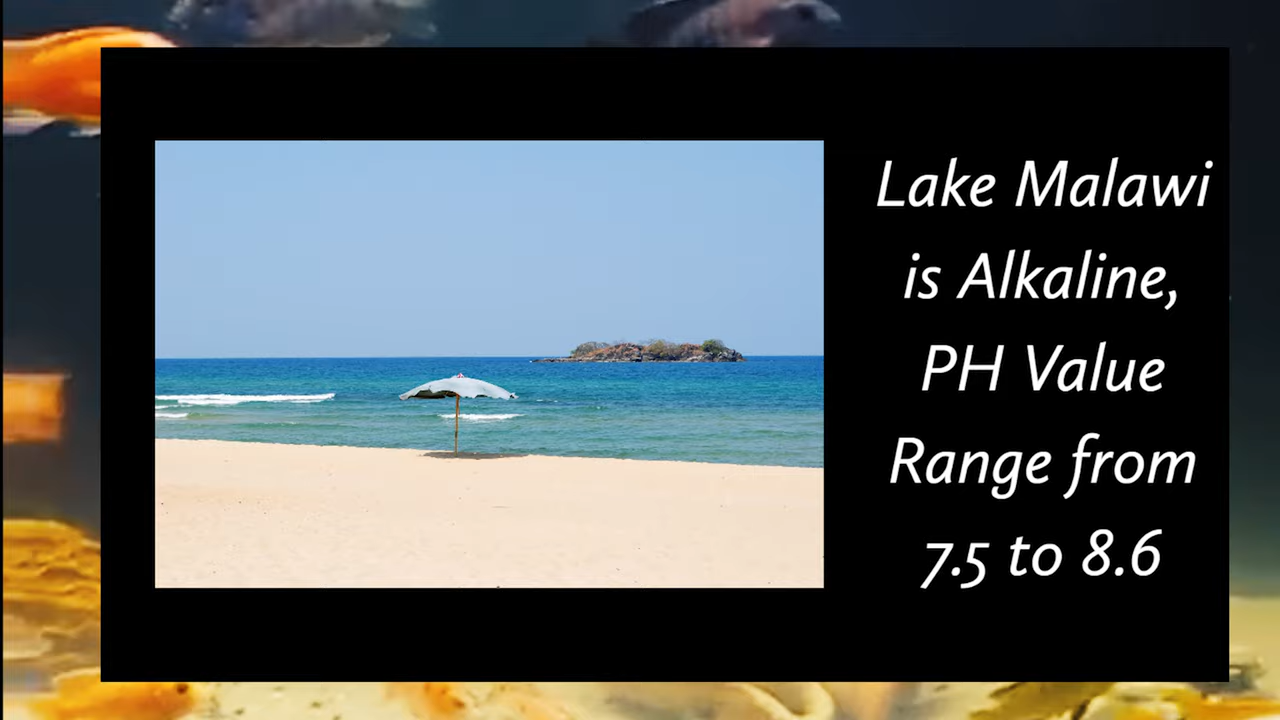 Lake Malawi
is Alkaline,
PH Value
Range from
7.5 to 8.6